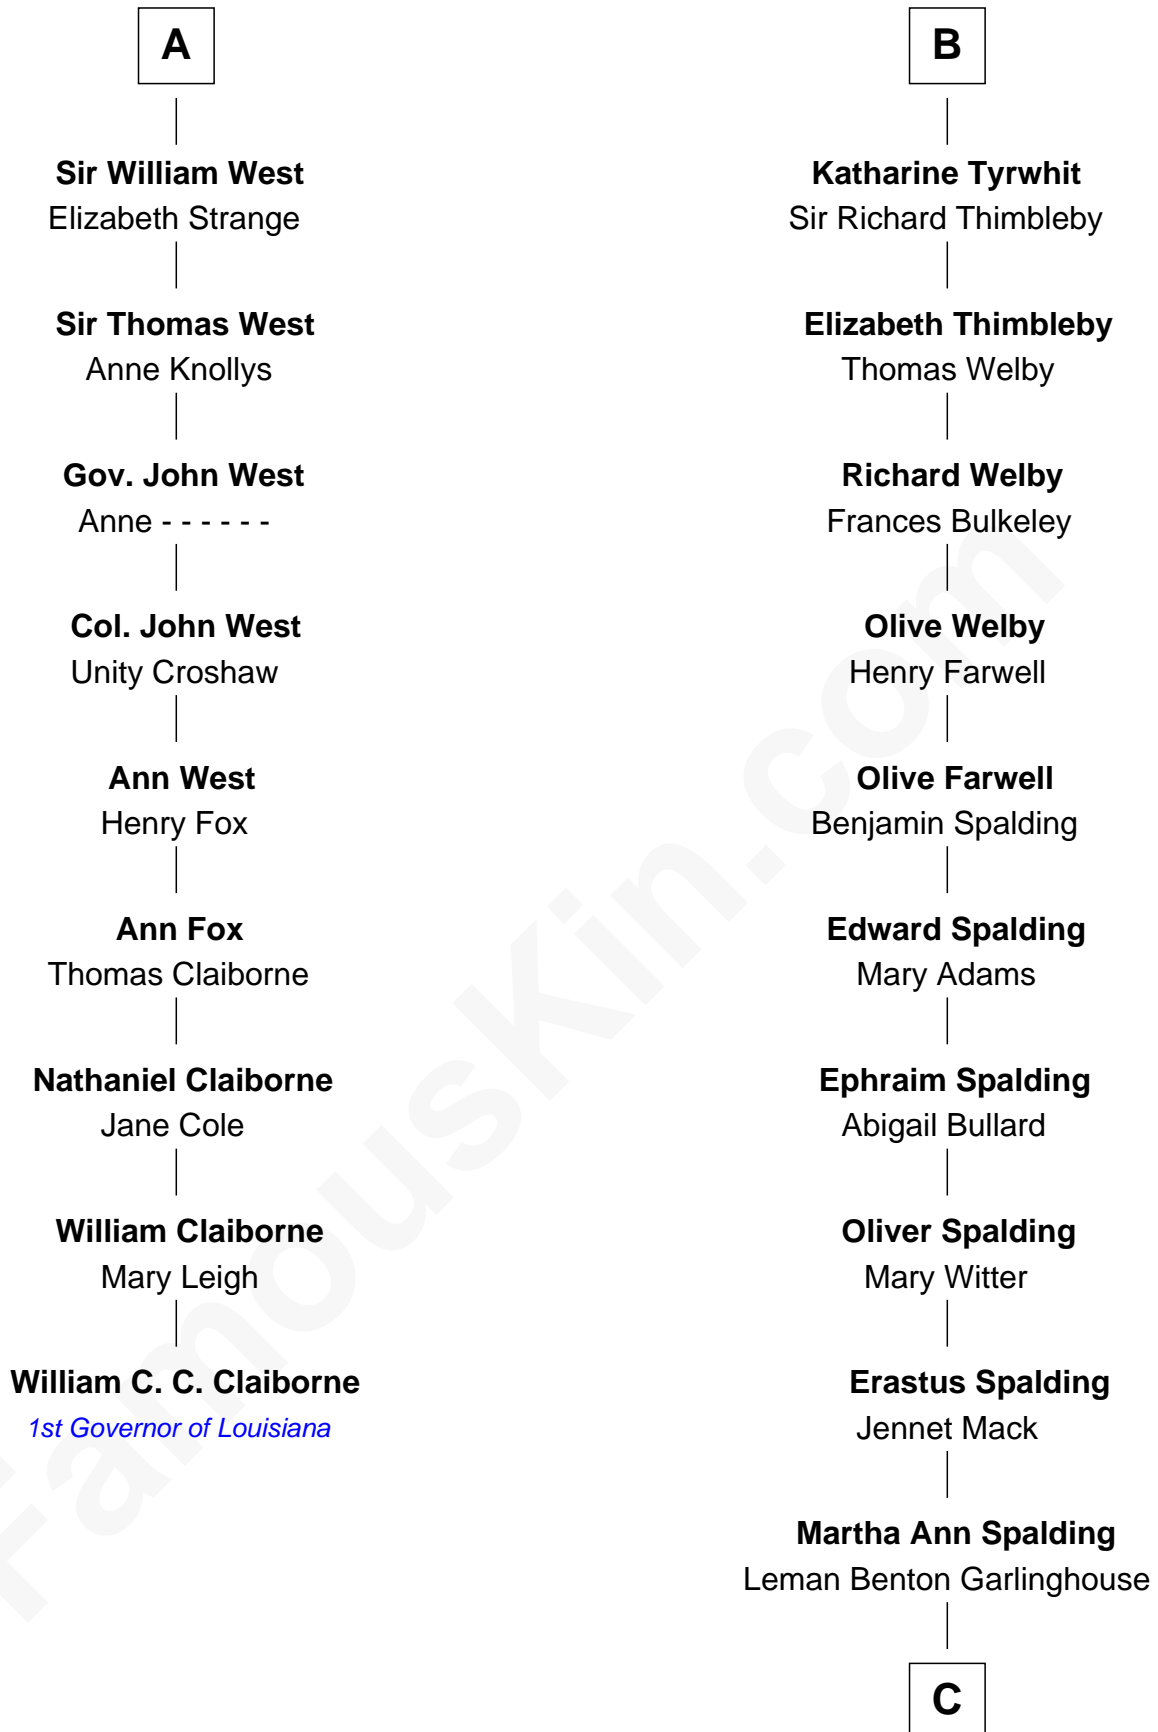 A
Sir William West
Elizabeth Strange
Sir Thomas West
Anne Knollys
Gov. John West
Anne - - - - - -
Col. John West
Unity Croshaw
Ann West
Henry Fox
Ann Fox
Thomas Claiborne
Nathaniel Claiborne
Jane Cole
William Claiborne
Mary Leigh
William C. C. Claiborne
1st Governor of Louisiana
B
Katharine Tyrwhit
Sir Richard Thimbleby
Elizabeth Thimbleby
Thomas Welby
Richard Welby
Frances Bulkeley
Olive Welby
Henry Farwell
Olive Farwell
Benjamin Spalding
Edward Spalding
Mary Adams
Ephraim Spalding
Abigail Bullard
Oliver Spalding
Mary Witter
Erastus Spalding
Jennet Mack
Martha Ann Spalding
Leman Benton Garlinghouse
C
FamousKin.com